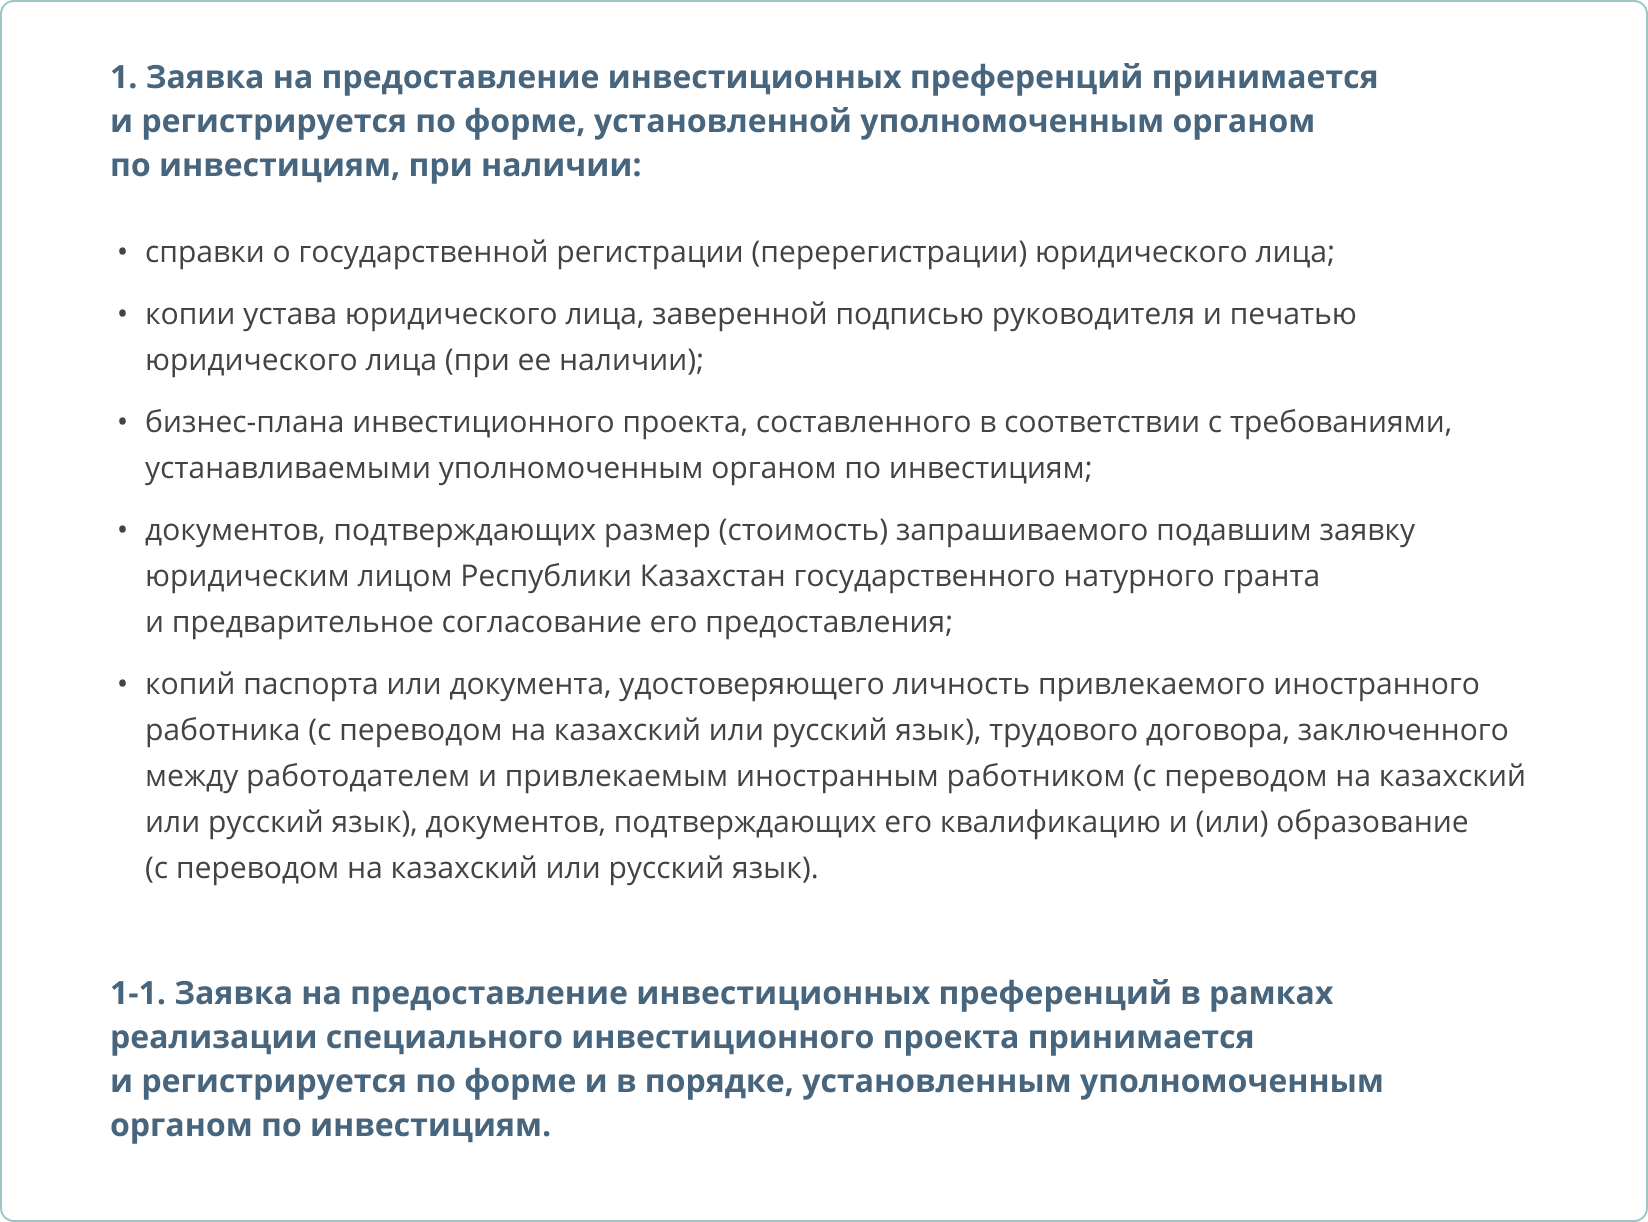 1. Заявка на предоставление инвестиционных преференций принимается
и регистрируется по форме, установленной уполномоченным органом
по инвестициям, при наличии:
• справки о государственной регистрации (перерегистрации) юридического лица;
• копии устава юридического лица, заверенной подписью руководителя и печатью
юридического лица (при ее наличии);
• бизнес-плана инвестиционного проекта, составленного в соответствии с требованиями,
устанавливаемыми уполномоченным органом по инвестициям;
• документов, подтверждающих размер (стоимость) запрашиваемого подавшим заявку
юридическим лицом Республики Казахстан государственного натурного гранта
и предварительное согласование его предоставления;
• копий паспорта или документа, удостоверяющего личность привлекаемого иностранного
работника (с переводом на казахский или русский язык), трудового договора, заключенного
между работодателем и привлекаемым иностранным работником (с переводом на казахский
или русский язык), документов, подтверждающих его квалификацию и (или) образование
(с переводом на казахский или русский язык).
1-1. Заявка на предоставление инвестиционных преференций в рамках
реализации специального инвестиционного проекта принимается
и регистрируется по форме и в порядке, установленным уполномоченным
органом по инвестициям.